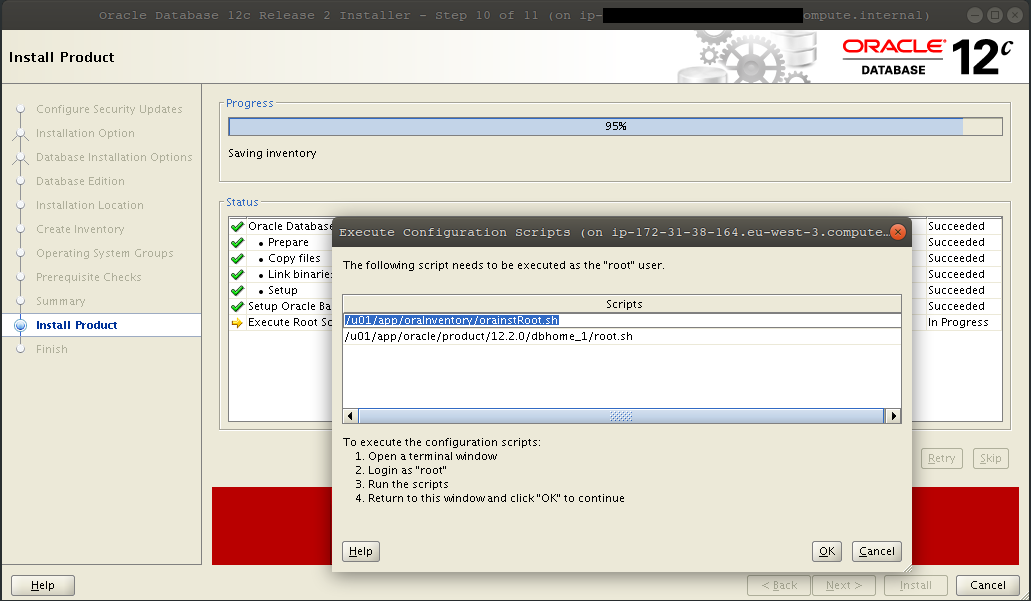 Oracle Database 12c Release 2 Installer - Step 10 of 11 (on ip- ompute.internal)
Install Product
ORACLE®
DATABASE
12c
Configure Security Updates
Installation Option
Database Installation Options
Database Edition
Installation Location
Create Inventory
Operating System Groups
Prerequisite Checks
Summary
Install Product
Finish
Progress
95%
Saving inventory
Status
Oracle Database Succeeded
• Prepare Succeeded
• Copy files Succeeded
• Link binaries Succeeded
• Setup Succeeded
Setup Oracle Ba Succeeded
Execute Root Sc In Progress
Execute Configuration Scripts (on ip-172-31-38-164.eu-west-3.compute…
The following script needs to be executed as the "root" user.
Scripts
/u01/app/oraInventory/orainstRoot.sh
/u01/app/oracle/product/12.2.0/dbhome_1/root.sh
To execute the configuration scripts:
1. Open a terminal window
2. Login as "root"
3. Run the scripts
4. Return to this window and click "OK" to continue
Help
OK
Cancel
Retry
Skip
Help
< Back
Next >
Install
Cancel